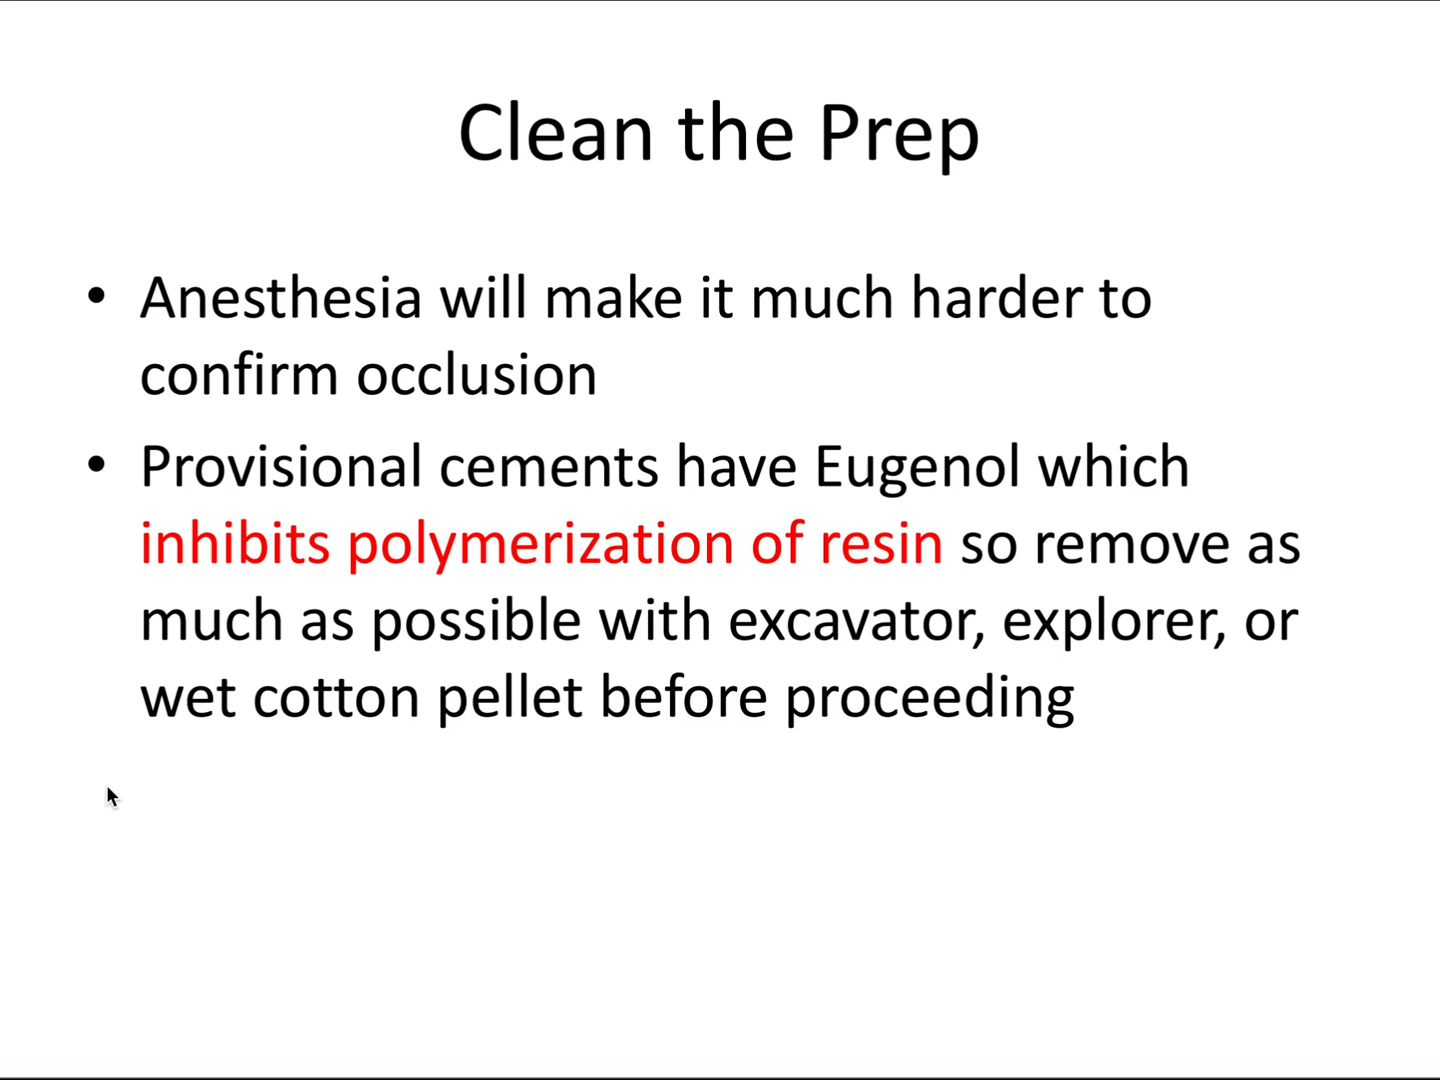 Clean the Prep
• Anesthesia will make it much harder to
confirm occlusion
• Provisional cements have Eugenol which
inhibits polymerization of resin so remove as
much as possible with excavator, explorer, or
wet cotton pellet before proceeding